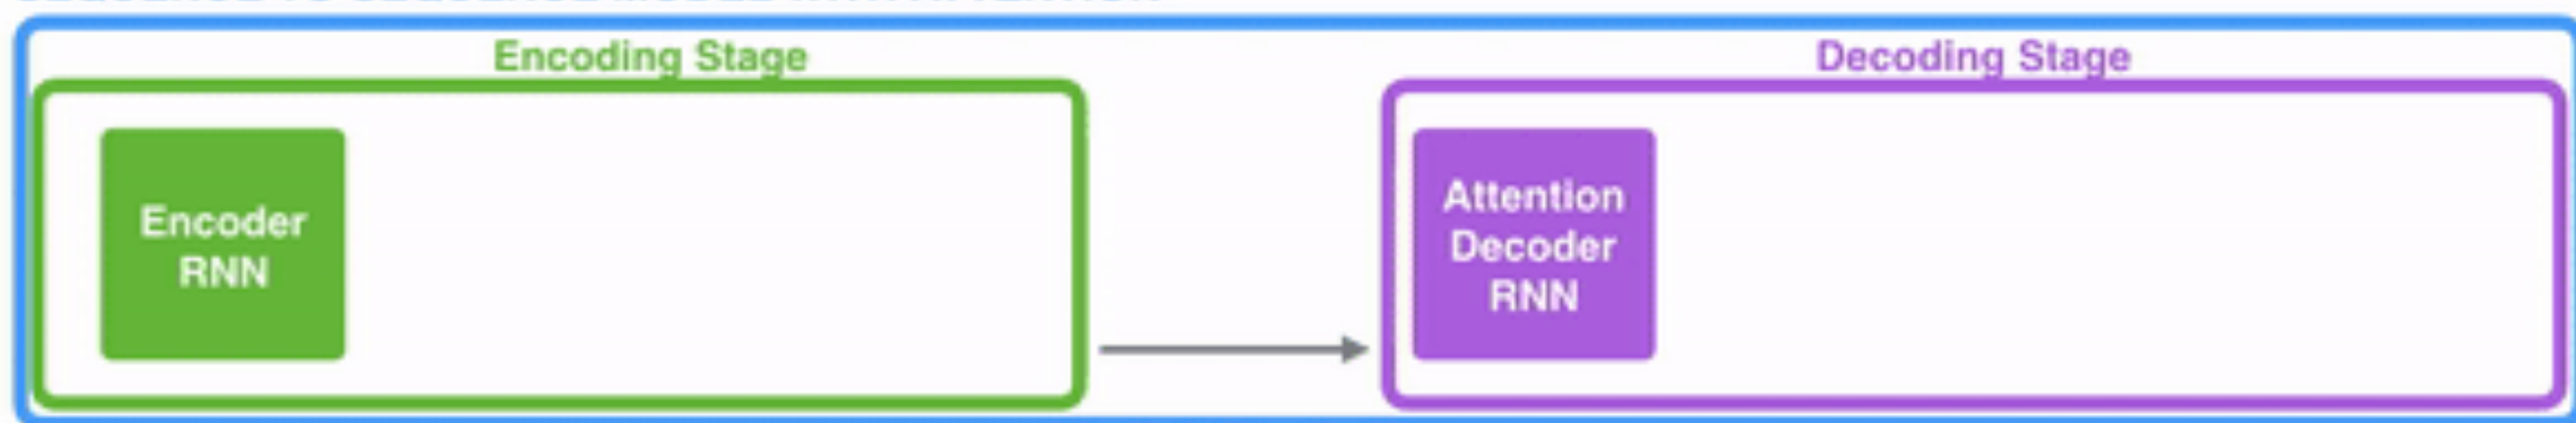 Encoding Stage
Decoding Stage
Encoder
RNN
Attention
Decoder
RNN